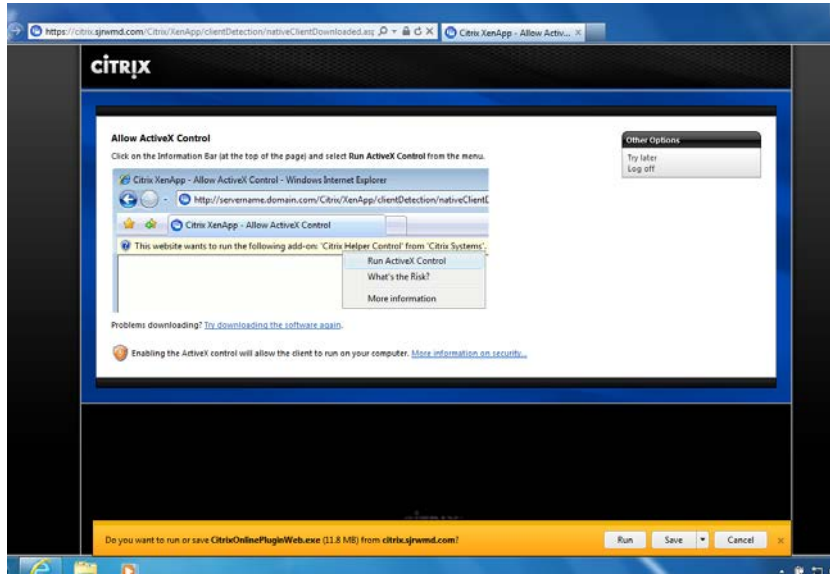 https://citrix.sjrwmd.com/Citrix/XenApp/clientDetection/nativeClientDownloaded.asp
Citrix XenApp - Allow Activ...
CITRIX
Allow ActiveX Control
Click on the Information Bar (at the top of the page) and select Run ActiveX Control from the menu.
Other Options
Try later
Log off
Citrix XenApp - Allow ActiveX Control - Windows Internet Explorer
http://servername.domain.com/Citrix/XenApp/clientDetection/nativeClientD
Citrix XenApp - Allow ActiveX Control
This website wants to run the following add-on: 'Citrix Helper Control' from 'Citrix Systems'.
Run ActiveX Control
What's the Risk?
More information
Problems downloading? Try downloading the software again.
Enabling the ActiveX control will allow the client to run on your computer. More information on security...
Do you want to run or save CitrixOnlinePluginWeb.exe (11.8 MB) from citrix.sjrwmd.com?
Run
Save
Cancel